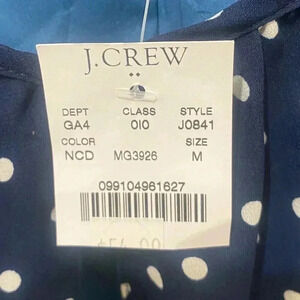 J.CREW
DEPT CLASS STYLE
GA4 010 J0841
COLOR SIZE
NCD MG3926 M
099104961627